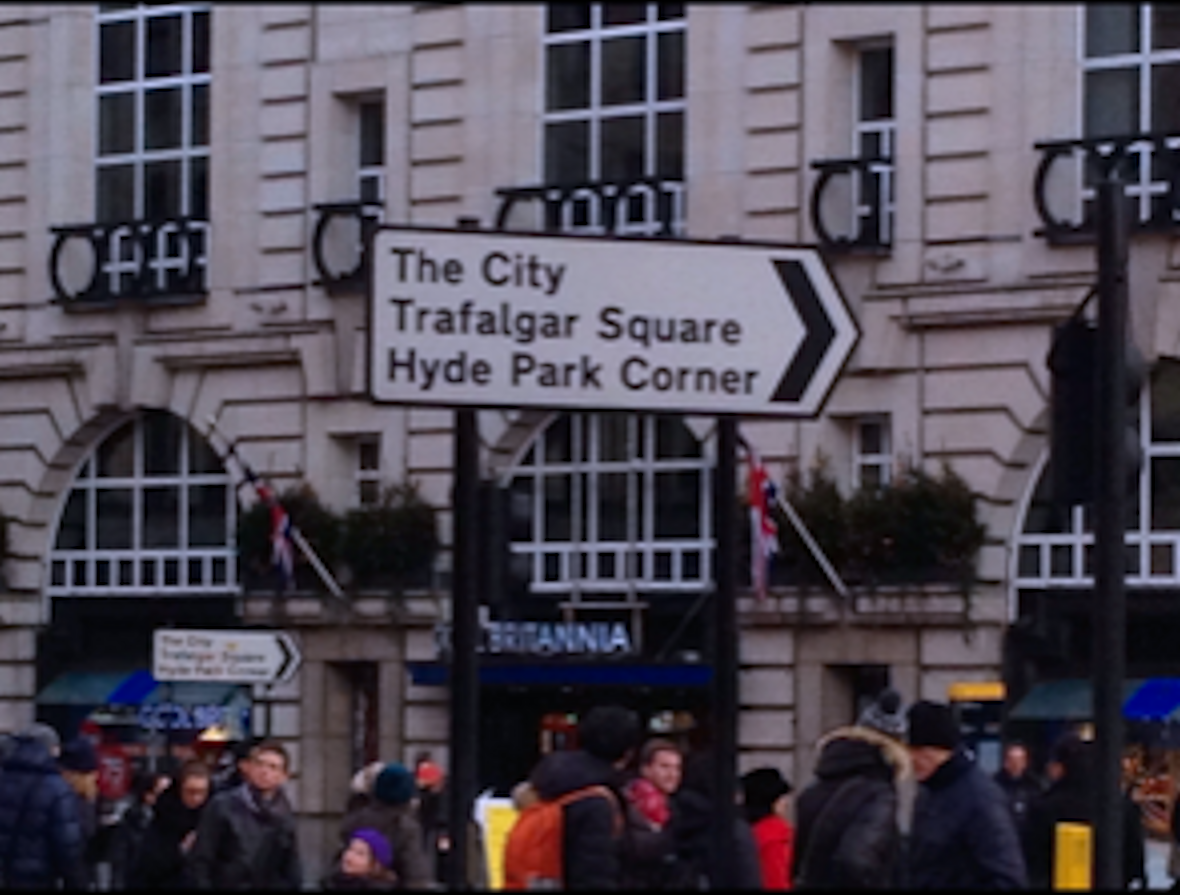 The City
Trafalgar Square
Hyde Park Corner
BRITANNIA
The City
Trafalgar Square
Hyde Park Corner